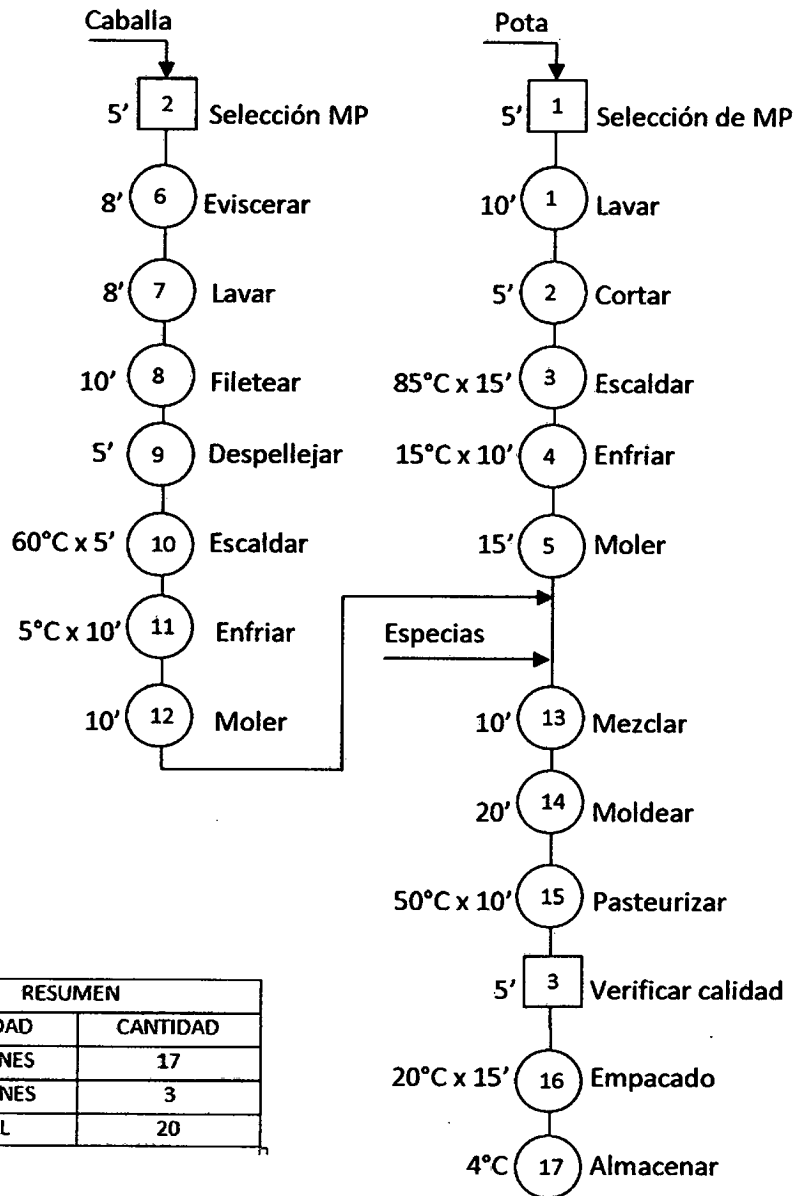 Caballa
5' 2 Selección MP
8' 6 Eviscerar
8' 7 Lavar
10' 8 Filetear
5' 9 Despellejar
60°C x 5' 10 Escaldar
5°C x 10' 11 Enfriar
10' 12 Moler
Pota
5' 1 Selección de MP
10' 1 Lavar
5' 2 Cortar
85°C x 15' 3 Escaldar
15°C x 10' 4 Enfriar
15' 5 Moler
Especias
10' 13 Mezclar
20' 14 Moldear
50°C x 10' 15 Pasteurizar
5' 3 Verificar calidad
20°C x 15' 16 Empacado
4°C 17 Almacenar
RESUMEN
DAD CANTIDAD
NES 17
NES 3
L 20